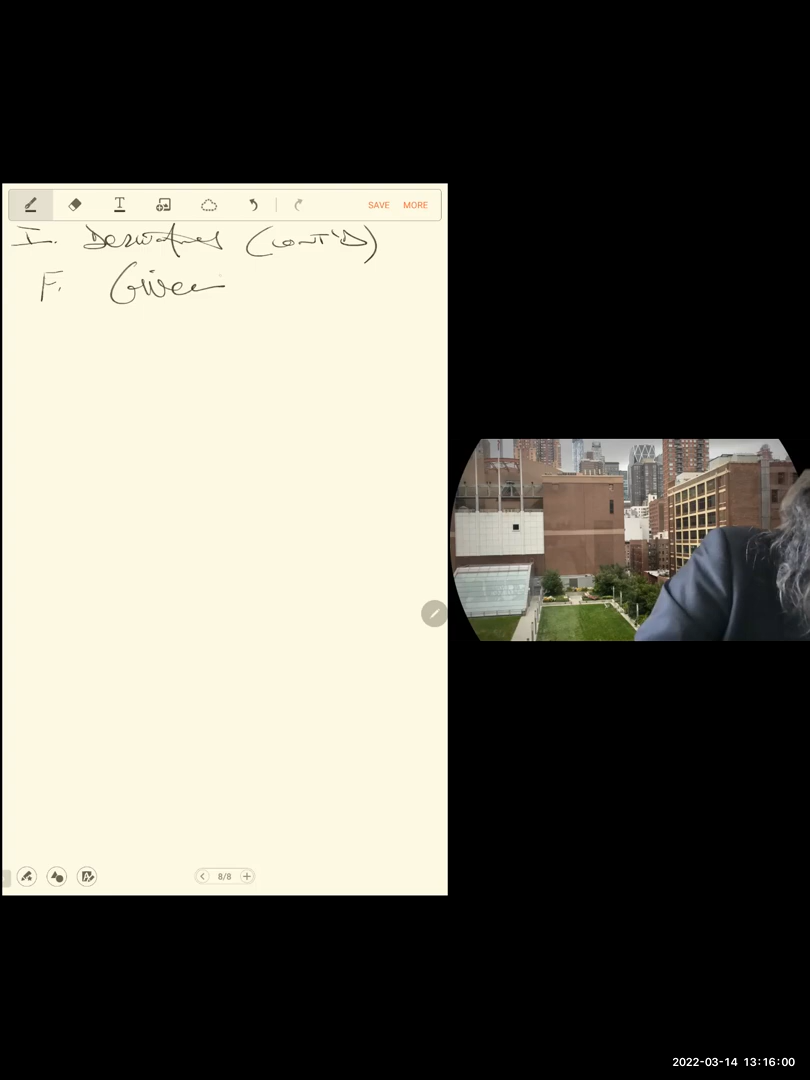 SAVE MORE
I. Derivatives (CONT'D)
F. Given
8/8
2022-03-14 13:16:00